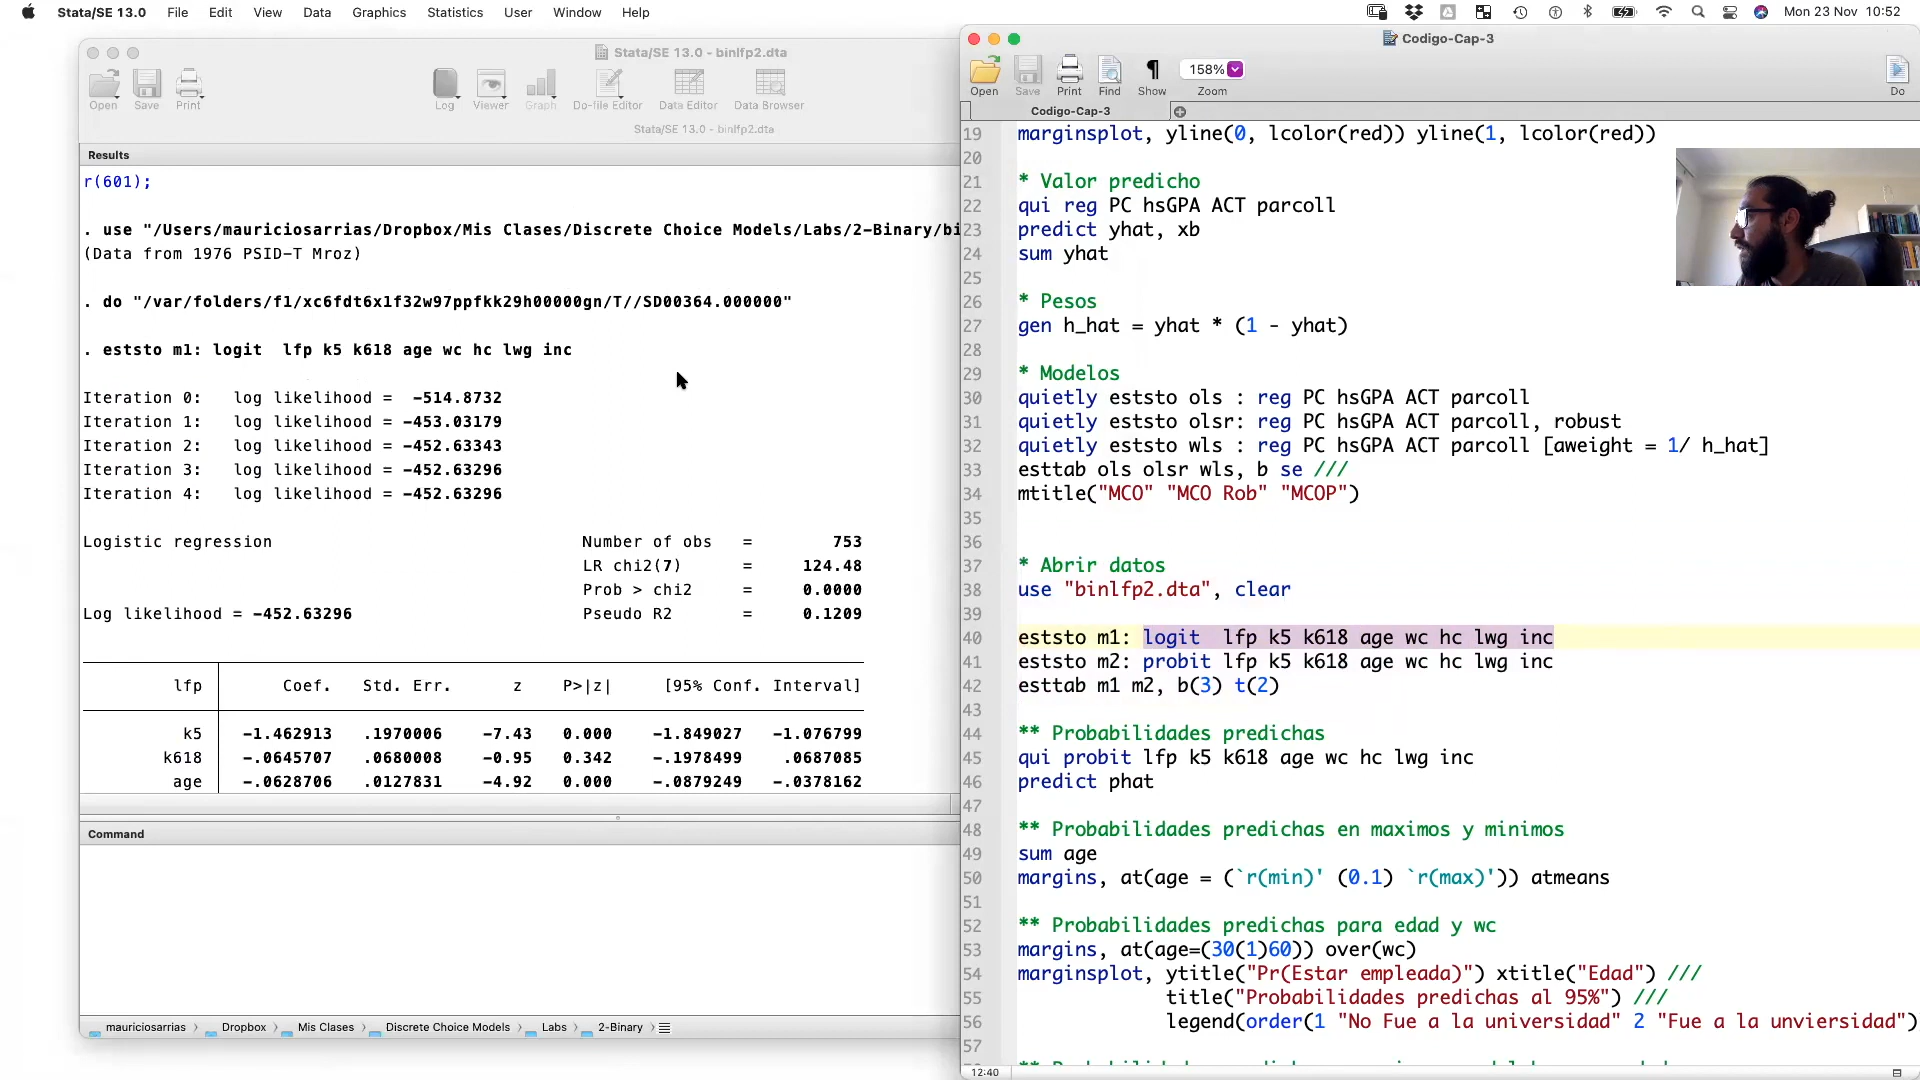 Stata/SE 13.0 File Edit View Data Graphics Statistics User Window Help Mon 23 Nov 10:52
Stata/SE 13.0 - binlfp2.dta
Open Save Print Log Viewer Graph Do-file Editor Data Editor Data Browser
Stata/SE 13.0 - binlfp2.dta
Results
r(601);
. use "/Users/mauriciosarrias/Dropbox/Mis Clases/Discrete Choice Models/Labs/2-Binary/bi
(Data from 1976 PSID-T Mroz)
. do "/var/folders/f1/xc6fdt6x1f32w97ppfkk29h00000gn/T//SD00364.000000"
. eststo m1: logit  lfp k5 k618 age wc hc lwg inc
Iteration 0:   log likelihood =  -514.8732
Iteration 1:   log likelihood = -453.03179
Iteration 2:   log likelihood = -452.63343
Iteration 3:   log likelihood = -452.63296
Iteration 4:   log likelihood = -452.63296
Logistic regression Number of obs = 753
LR chi2(7) = 124.48
Prob > chi2 = 0.0000
Log likelihood = -452.63296 Pseudo R2 = 0.1209
lfp Coef. Std. Err. z P>|z| [95% Conf. Interval]
k5 -1.462913 .1970006 -7.43 0.000 -1.849027 -1.076799
k618 -.0645707 .0680008 -0.95 0.342 -.1978499 .0687085
age -.0628706 .0127831 -4.92 0.000 -.0879249 -.0378162
Command
mauriciosarrias Dropbox Mis Clases Discrete Choice Models Labs 2-Binary
Codigo-Cap-3
158%
Open Save Print Find Show Zoom Do
Codigo-Cap-3
19 marginsplot, yline(0, lcolor(red)) yline(1, lcolor(red))
20
21 * Valor predicho
22 qui reg PC hsGPA ACT parcoll
23 predict yhat, xb
24 sum yhat
25
26 * Pesos
27 gen h_hat = yhat * (1 - yhat)
28
29 * Modelos
30 quietly eststo ols : reg PC hsGPA ACT parcoll
31 quietly eststo olsr: reg PC hsGPA ACT parcoll, robust
32 quietly eststo wls : reg PC hsGPA ACT parcoll [aweight = 1/ h_hat]
33 esttab ols olsr wls, b se ///
34 mtitle("MCO" "MCO Rob" "MCOP")
35
36
37 * Abrir datos
38 use "binlfp2.dta", clear
39
40 eststo m1: logit  lfp k5 k618 age wc hc lwg inc
41 eststo m2: probit lfp k5 k618 age wc hc lwg inc
42 esttab m1 m2, b(3) t(2)
43
44 ** Probabilidades predichas
45 qui probit lfp k5 k618 age wc hc lwg inc
46 predict phat
47
48 ** Probabilidades predichas en maximos y minimos
49 sum age
50 margins, at(age = (`r(min)' (0.1) `r(max)')) atmeans
51
52 ** Probabilidades predichas para edad y wc
53 margins, at(age=(30(1)60)) over(wc)
54 marginsplot, ytitle("Pr(Estar empleada)") xtitle("Edad") ///
55 title("Probabilidades predichas al 95%") ///
56 legend(order(1 "No Fue a la universidad" 2 "Fue a la unviersidad")
57
12:40